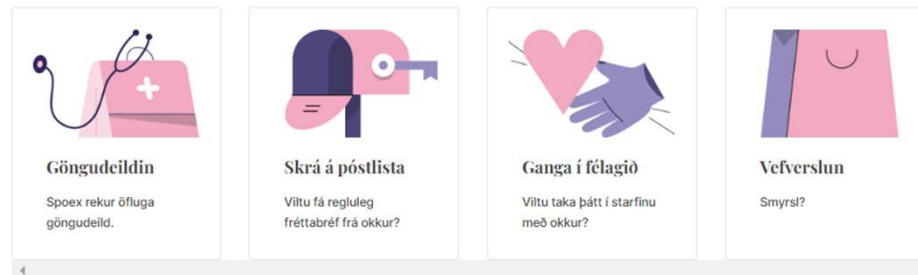 Göngudeildin
Spoex rekur öfluga
göngudeild.
Skrá á póstlista
Viltu fá regluleg
fréttabréf frá okkur?
Ganga í félagið
Viltu taka þátt í starfinu
með okkur?
Vefverslun
Smyrsl?